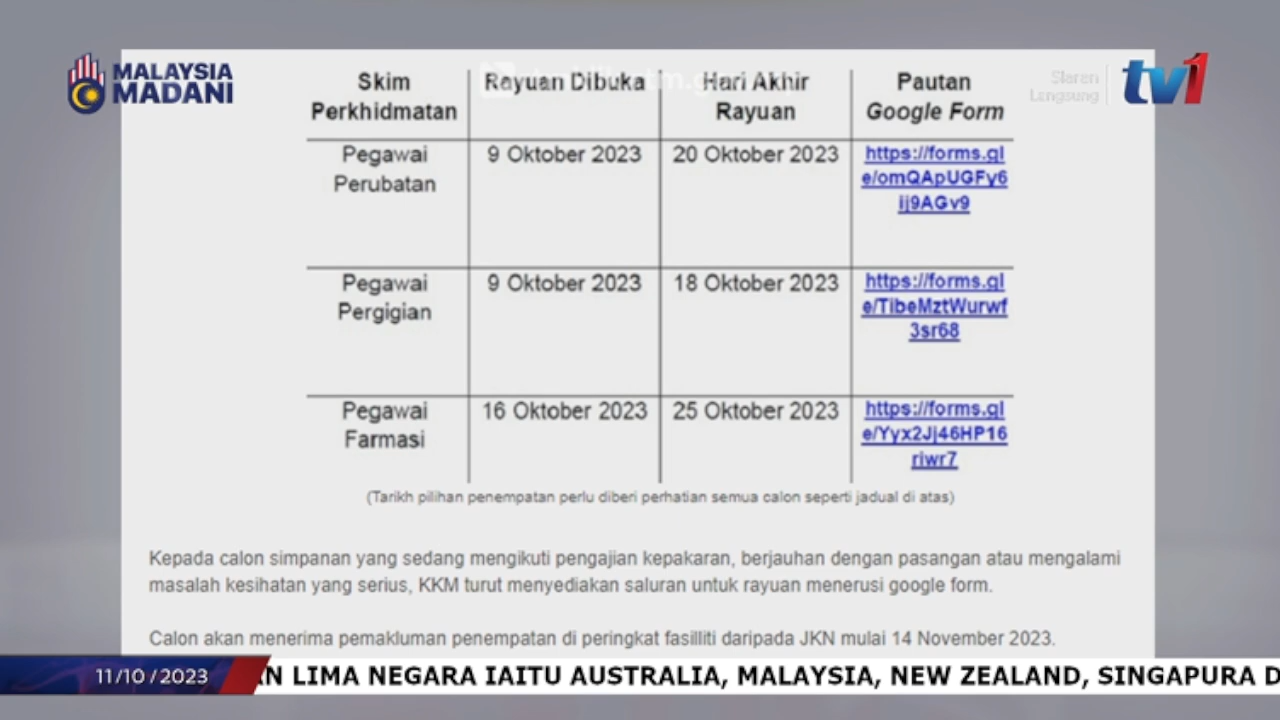 MALAYSIA
MADANI
Siaran
Langsung
tv1
Skim
Perkhidmatan
Rayuan Dibuka
Hari Akhir
Rayuan
Pautan
Google Form
Pegawai
Perubatan
9 Oktober 2023
20 Oktober 2023
https://forms.gl
e/omQApUGFy6
ij9AGv9
Pegawai
Pergigian
9 Oktober 2023
18 Oktober 2023
https://forms.gl
e/TibeMztWurwf
3sr68
Pegawai
Farmasi
16 Oktober 2023
25 Oktober 2023
https://forms.gl
e/Yyx2Jj46HP16
riwr7
(Tarikh pilihan penempatan perlu diberi perhatian semua calon seperti jadual di atas)
Kepada calon simpanan yang sedang mengikuti pengajian kepakaran, berjauhan dengan pasangan atau mengalami
masalah kesihatan yang serius, KKM turut menyediakan saluran untuk rayuan menerusi google form.
Calon akan menerima pemakluman penempatan di peringkat fasilliti daripada JKN mulai 14 November 2023.
11/10/2023
N LIMA NEGARA IAITU AUSTRALIA, MALAYSIA, NEW ZEALAND, SINGAPURA D